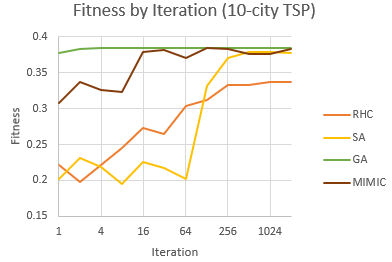 Fitness by Iteration (10-city TSP)
0.4
0.35
0.3
0.25
0.2
0.15
Fitness
1 4 16 64 256 1024
Iteration
RHC
SA
GA
MIMIC